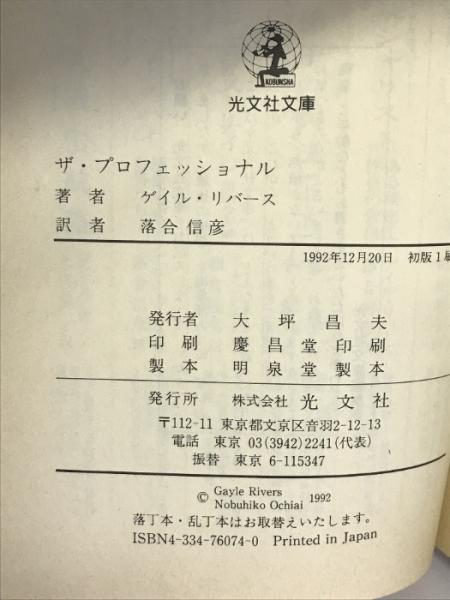 KOBUNSHA
光文社文庫
ザ・プロフェッショナル
著者 ゲイル・リバース
訳者 落合信彦
1992年12月20日 初版1刷
発行者 大坪昌夫
印刷 慶昌堂印刷
製本 明泉堂製本
発行所 株式会社 光文社
〒112-11 東京都文京区音羽2-12-13
電話 東京 03(3942)2241(代表)
振替 東京 6-115347
© Gayle Rivers
Nobuhiko Ochiai 1992
落丁本・乱丁本はお取替えいたします。
ISBN4-334-76074-0 Printed in Japan